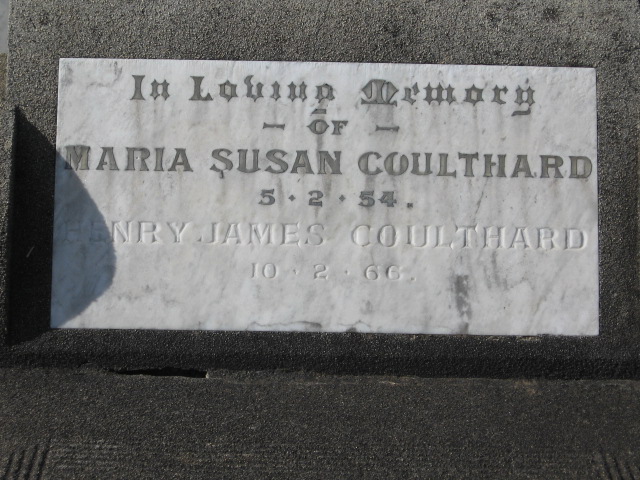 In Loving Memory
- OF -
MARIA SUSAN COULTHARD
5·2·54.
HENRY JAMES COULTHARD
10·2·66.